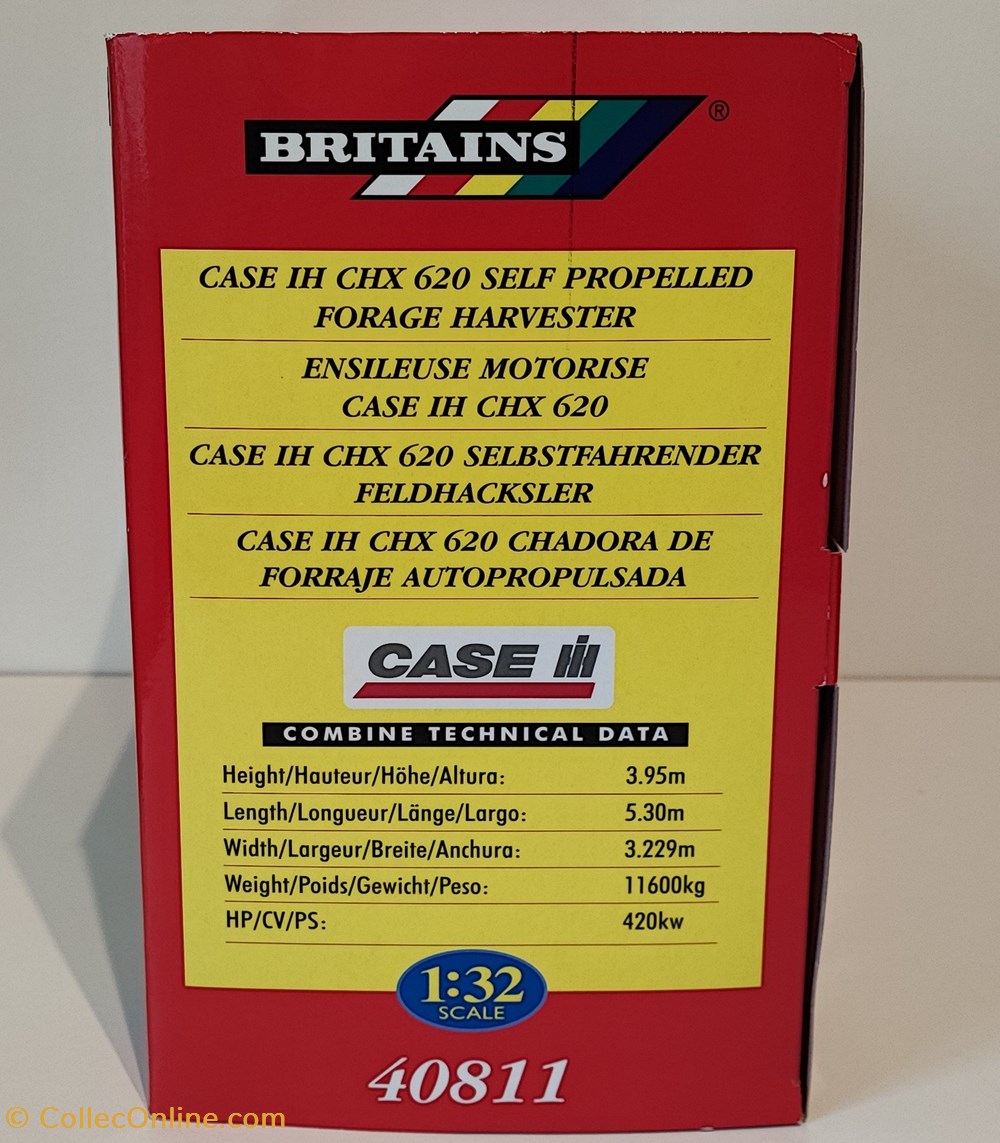 BRITAINS ®
CASE IH CHX 620 SELF PROPELLED
FORAGE HARVESTER
ENSILEUSE MOTORISE
CASE IH CHX 620
CASE IH CHX 620 SELBSTFAHRENDER
FELDHACKSLER
CASE IH CHX 620 CHADORA DE
FORRAJE AUTOPROPULSADA
CASE IH
COMBINE TECHNICAL DATA
Height/Hauteur/Höhe/Altura: 3.95m
Length/Longueur/Länge/Largo: 5.30m
Width/Largeur/Breite/Anchura: 3.229m
Weight/Poids/Gewicht/Peso: 11600kg
HP/CV/PS: 420kw
1:32
SCALE
40811
© CollecOnline.com